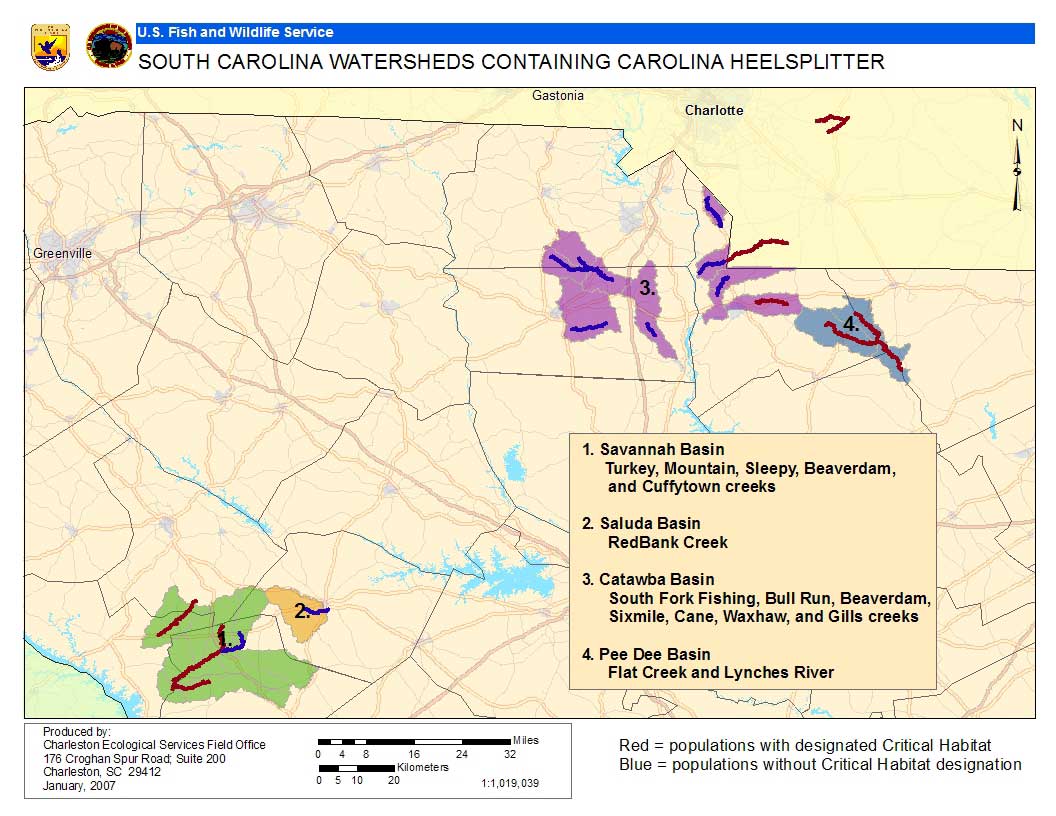 U.S. Fish and Wildlife Service
SOUTH CAROLINA WATERSHEDS CONTAINING CAROLINA HEELSPLITTER
Gastonia
Charlotte
N
Greenville
3.
4.
1. Savannah Basin
Turkey, Mountain, Sleepy, Beaverdam,
and Cuffytown creeks
2. Saluda Basin
RedBank Creek
3. Catawba Basin
South Fork Fishing, Bull Run, Beaverdam,
Sixmile, Cane, Waxhaw, and Gills creeks
4. Pee Dee Basin
Flat Creek and Lynches River
2.
1.
Produced by:
Charleston Ecological Services Field Office
176 Croghan Spur Road; Suite 200
Charleston, SC 29412
January, 2007
Miles
0 4 8 16 24 32
Kilometers
0 5 10 20
1:1,019,039
Red = populations with designated Critical Habitat
Blue = populations without Critical Habitat designation